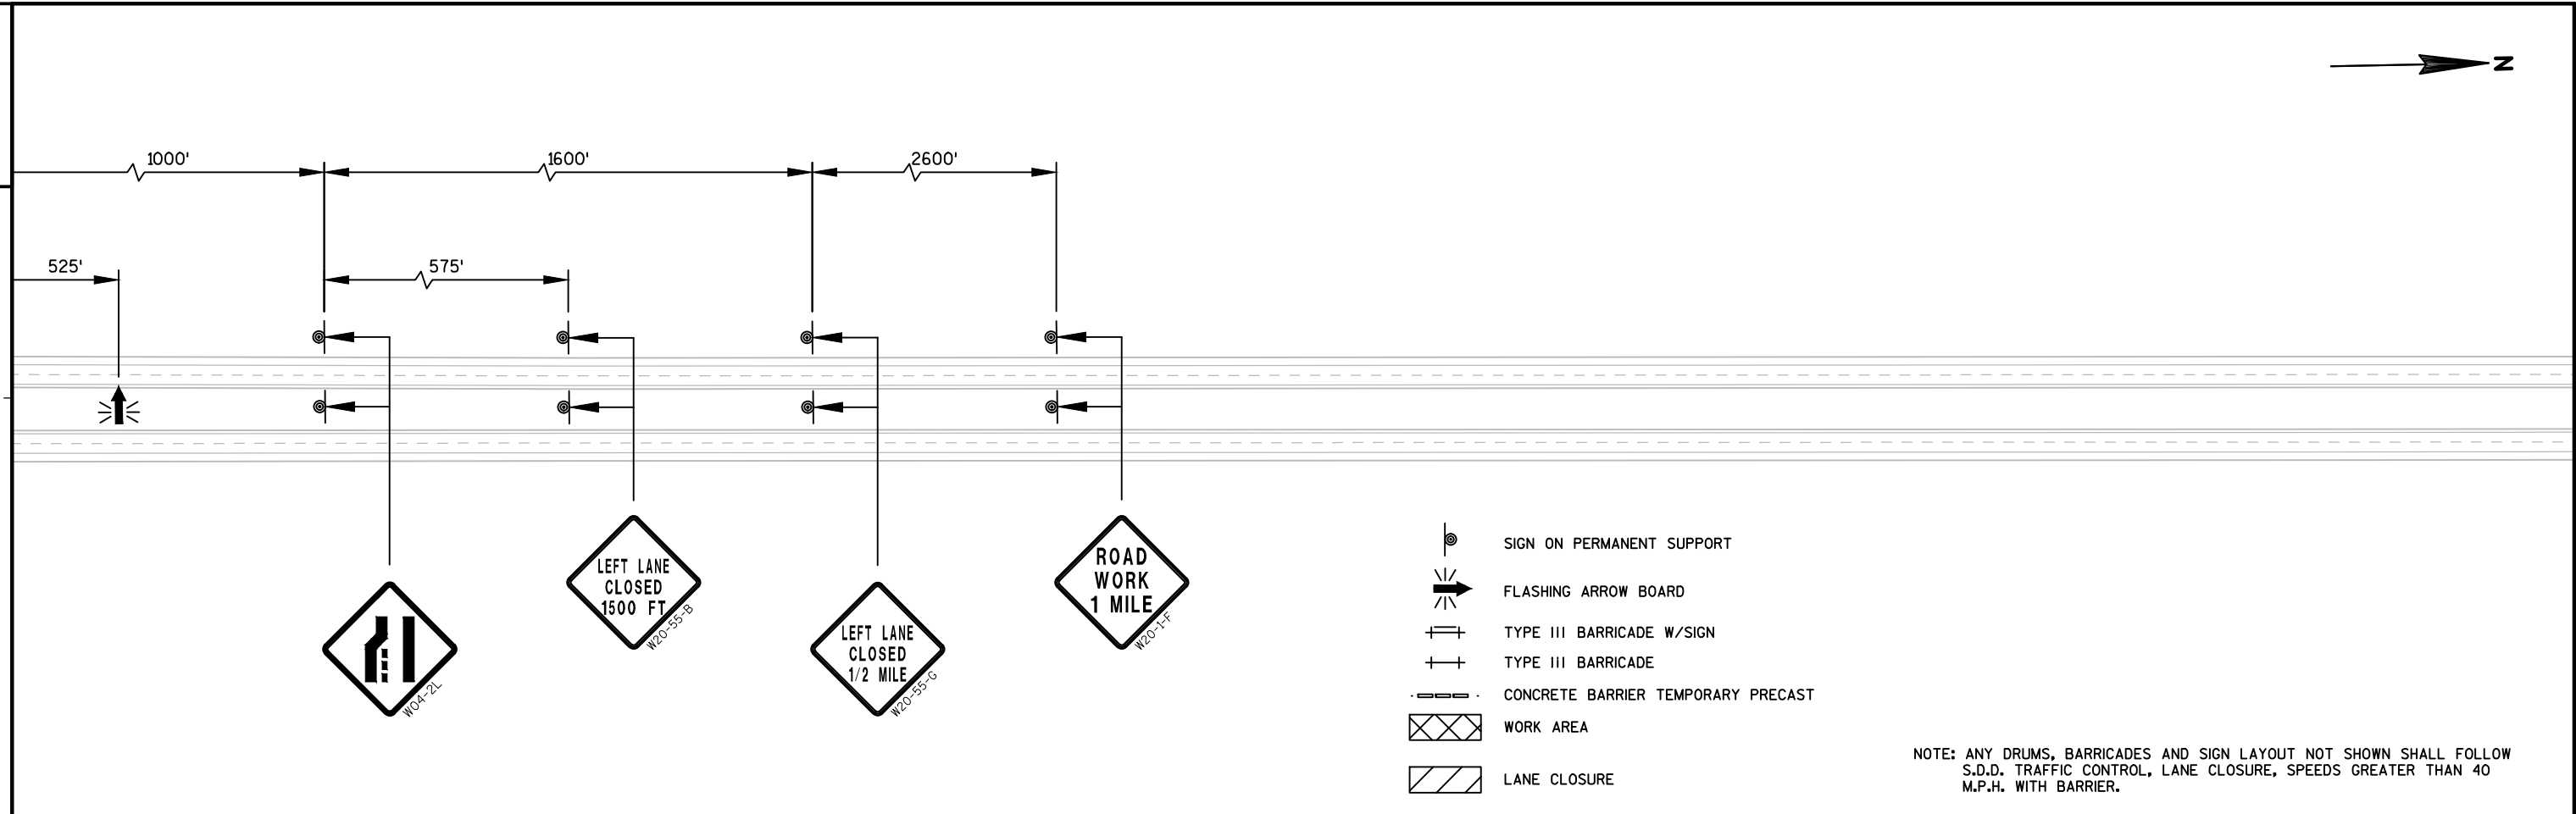 N
1000'
1600'
2600'
525'
575'
LEFT LANE
CLOSED
1500 FT
W20-55-B
ROAD
WORK
1 MILE
W20-1-F
W04-2L
LEFT LANE
CLOSED
1/2 MILE
W20-55-G
SIGN ON PERMANENT SUPPORT
FLASHING ARROW BOARD
TYPE III BARRICADE W/SIGN
TYPE III BARRICADE
CONCRETE BARRIER TEMPORARY PRECAST
WORK AREA
LANE CLOSURE
NOTE: ANY DRUMS, BARRICADES AND SIGN LAYOUT NOT SHOWN SHALL FOLLOW
S.D.D. TRAFFIC CONTROL, LANE CLOSURE, SPEEDS GREATER THAN 40
M.P.H. WITH BARRIER.